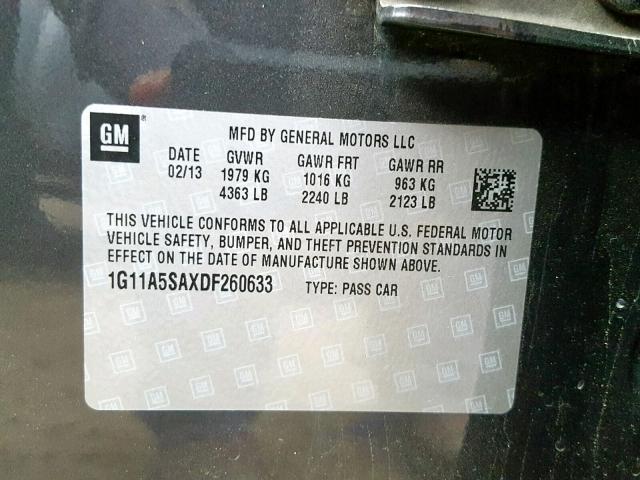 GM ®
MFD BY GENERAL MOTORS LLC
DATE GVWR GAWR FRT GAWR RR
02/13 1979 KG 1016 KG 963 KG
4363 LB 2240 LB 2123 LB
THIS VEHICLE CONFORMS TO ALL APPLICABLE U.S. FEDERAL MOTOR
VEHICLE SAFETY, BUMPER, AND THEFT PREVENTION STANDARDS IN
EFFECT ON THE DATE OF MANUFACTURE SHOWN ABOVE.
1G11A5SAXDF260633 TYPE: PASS CAR